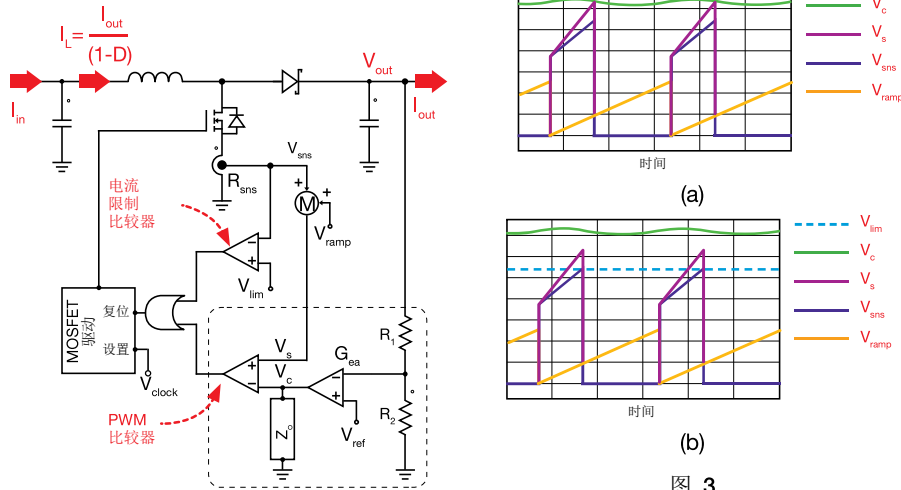 I_L= I_out / (1-D)
I_in
V_out
I_out
V_sns
R_sns
M
+
+
V_ramp
电流
限制
比较器
−
+
V_lim
MOSFET
驱动
复位
设置
V_clock
V_s
V_c
+
−
G_ea
−
+
R_1
R_2
Z_o
V_ref
PWM
比较器
V_c
V_s
V_sns
V_ramp
时间
(a)
V_lim
V_c
V_s
V_sns
V_ramp
时间
(b)
图 3